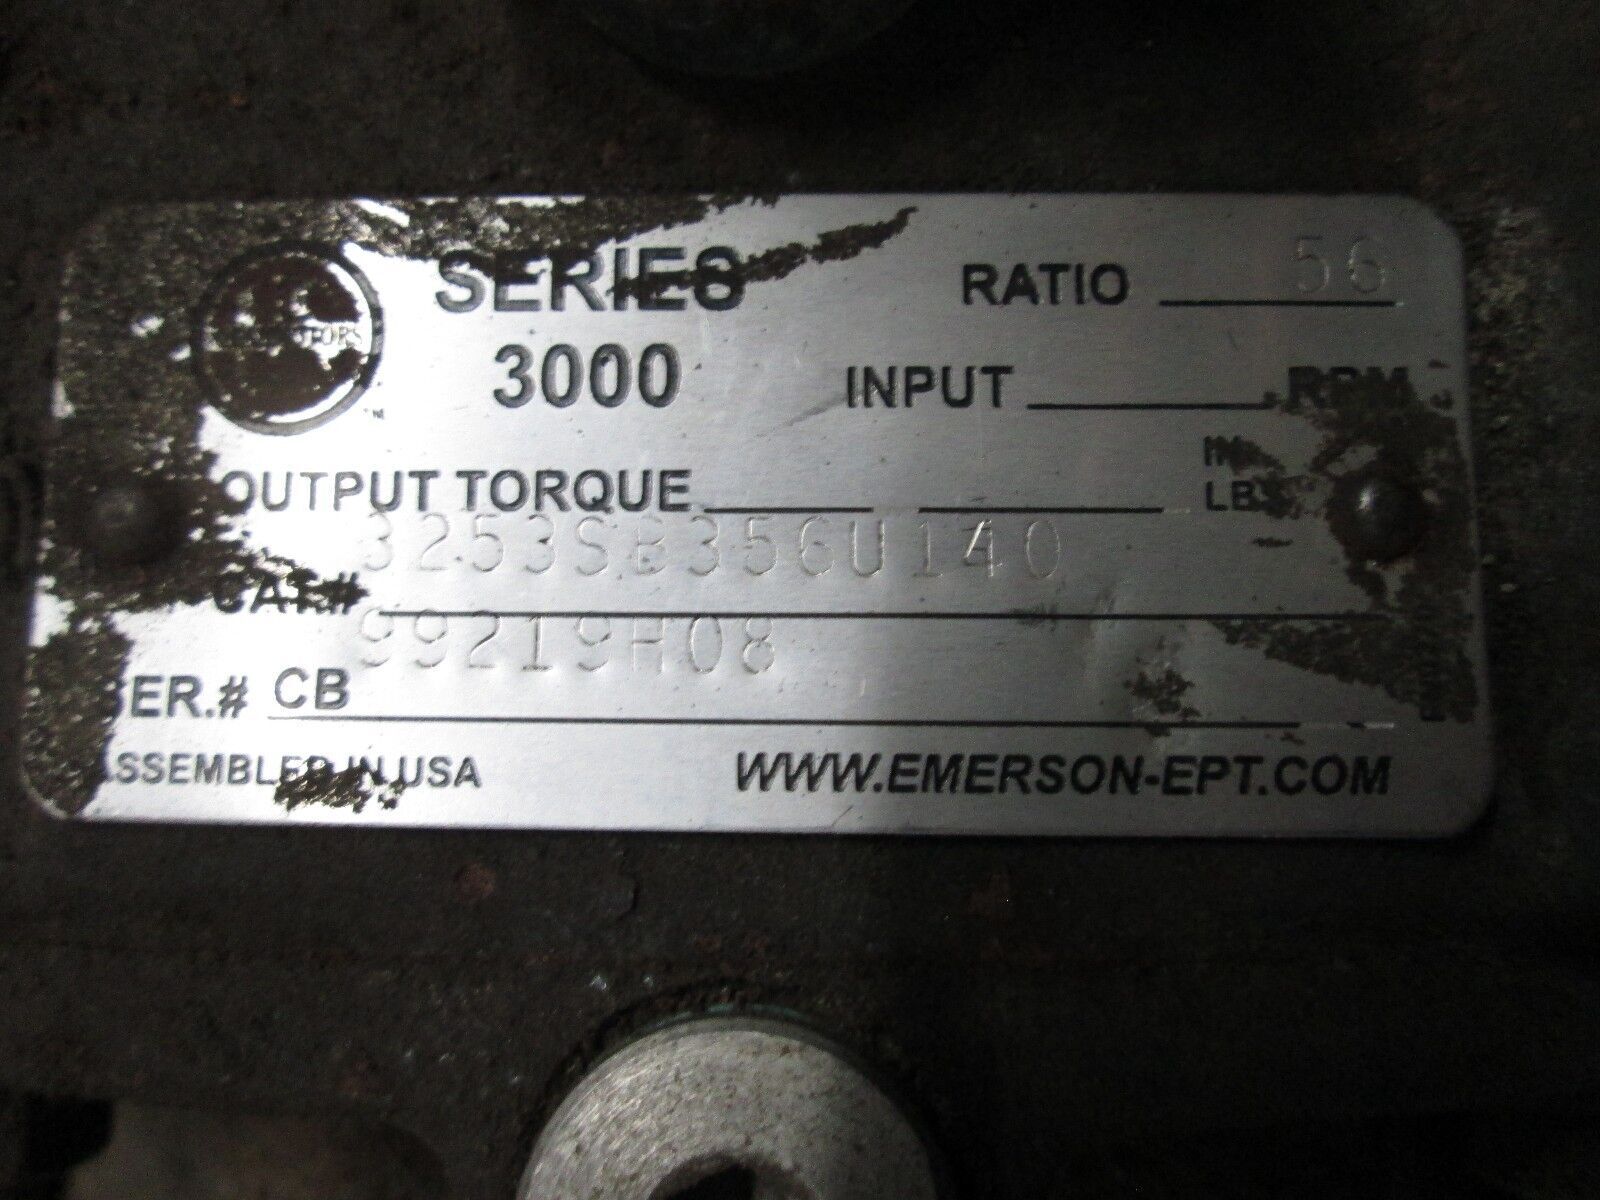 SERIES
3000
RATIO 56
INPUT RPM
OUTPUT TORQUE
LBS
CAT.# 3253SB356U140
SER.# CB 99219H08
ASSEMBLED IN USA
WWW.EMERSON-EPT.COM
™